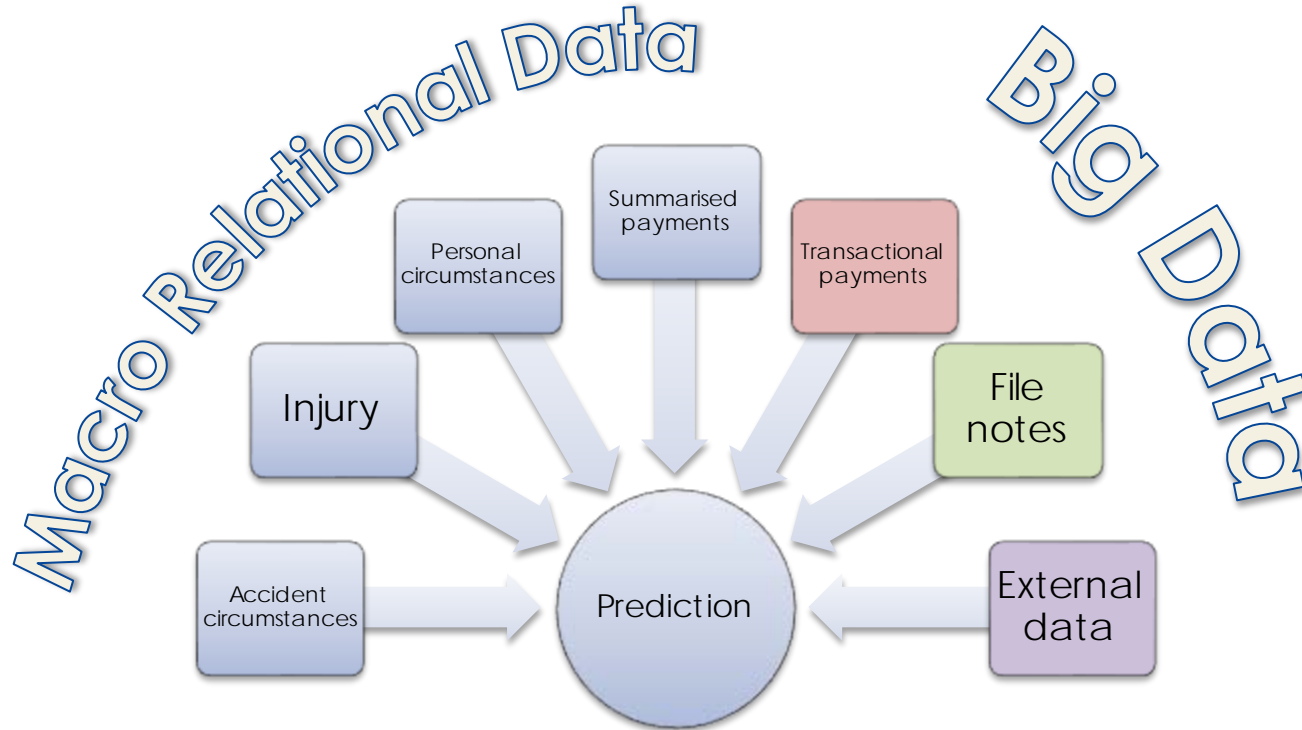 Macro Relational Data
Big Data
Summarised
payments
Personal
circumstances
Transactional
payments
Injury
File
notes
Accident
circumstances
Prediction
External
data